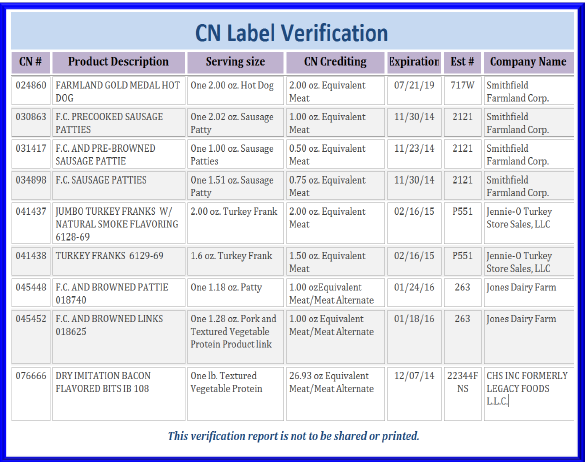 CN Label Verification
CN # Product Description Serving size CN Crediting Expiration Est # Company Name
024860 FARMLAND GOLD MEDAL HOT DOG One 2.00 oz. Hot Dog 2.00 oz. Equivalent Meat 07/21/19 717W Smithfield Farmland Corp.
030863 F.C. PRECOOKED SAUSAGE PATTIES One 2.02 oz. Sausage Patty 1.00 oz. Equivalent Meat 11/30/14 2121 Smithfield Farmland Corp.
031417 F.C. AND PRE-BROWNED SAUSAGE PATTIE One 1.00 oz. Sausage Patties 0.50 oz. Equivalent Meat 11/23/14 2121 Smithfield Farmland Corp.
034898 F.C. SAUSAGE PATTIES One 1.51 oz. Sausage Patty 0.75 oz. Equivalent Meat 11/30/14 2121 Smithfield Farmland Corp.
041437 JUMBO TURKEY FRANKS W/ NATURAL SMOKE FLAVORING 6128-69 2.00 oz. Turkey Frank 2.00 oz. Equivalent Meat 02/16/15 P551 Jennie-O Turkey Store Sales, LLC
041438 TURKEY FRANKS 6129-69 1.6 oz. Turkey Frank 1.50 oz. Equivalent Meat 02/16/15 P551 Jennie-O Turkey Store Sales, LLC
045448 F.C. AND BROWNED PATTIE 018740 One 1.18 oz. Patty 1.00 ozEquivalent Meat/Meat Alternate 01/24/16 263 Jones Dairy Farm
045452 F.C. AND BROWNED LINKS 018625 One 1.28 oz. Pork and Textured Vegetable Protein Product link 1.00 oz Equivalent Meat/Meat Alternate 01/18/16 263 Jones Dairy Farm
076666 DRY IMITATION BACON FLAVORED BITS IB 108 One lb. Textured Vegetable Protein 26.93 oz Equivalent Meat/Meat Alternate 12/07/14 22344F NS CHS INC FORMERLY LEGACY FOODS L.L.C.
This verification report is not to be shared or printed.